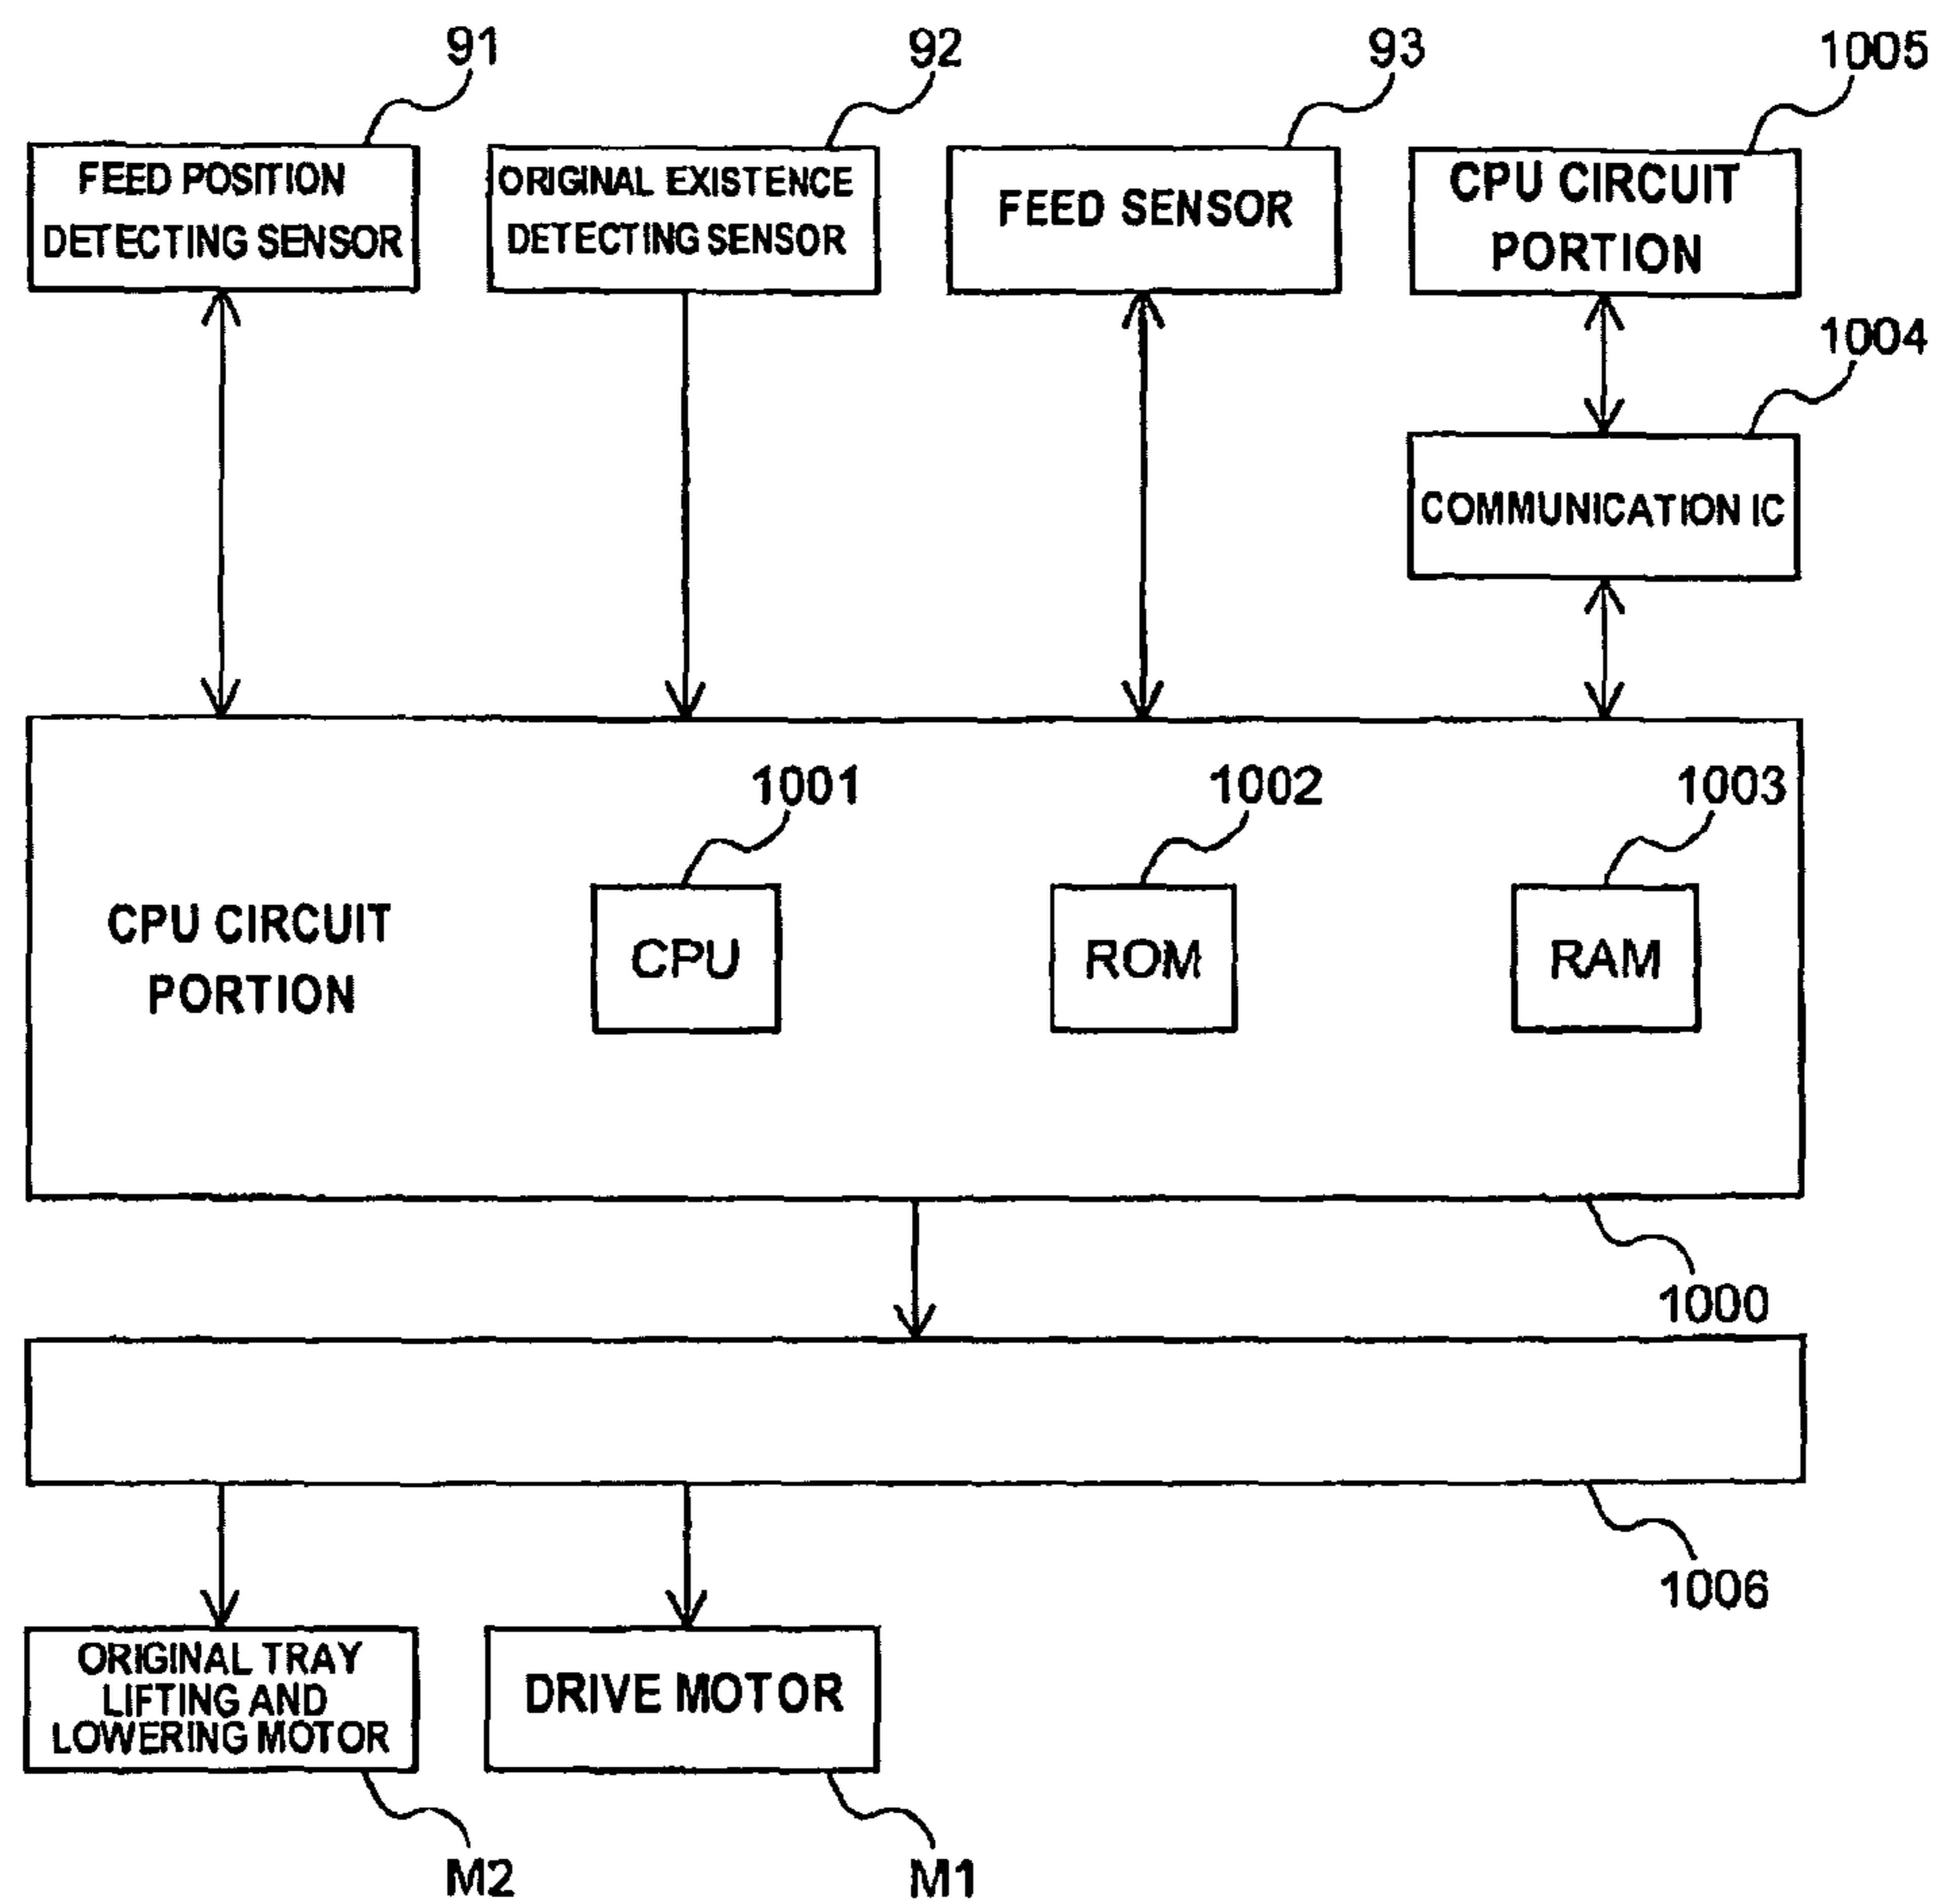 91
92
93
1005
FEED POSITION
DETECTING SENSOR
ORIGINAL EXISTENCE
DETECTING SENSOR
FEED SENSOR
CPU CIRCUIT
PORTION
1004
COMMUNICATION IC
1001
1002
1003
CPU CIRCUIT
PORTION
CPU
ROM
RAM
1000
1006
ORIGINAL TRAY
LIFTING AND
LOWERING MOTOR
DRIVE MOTOR
M2
M1